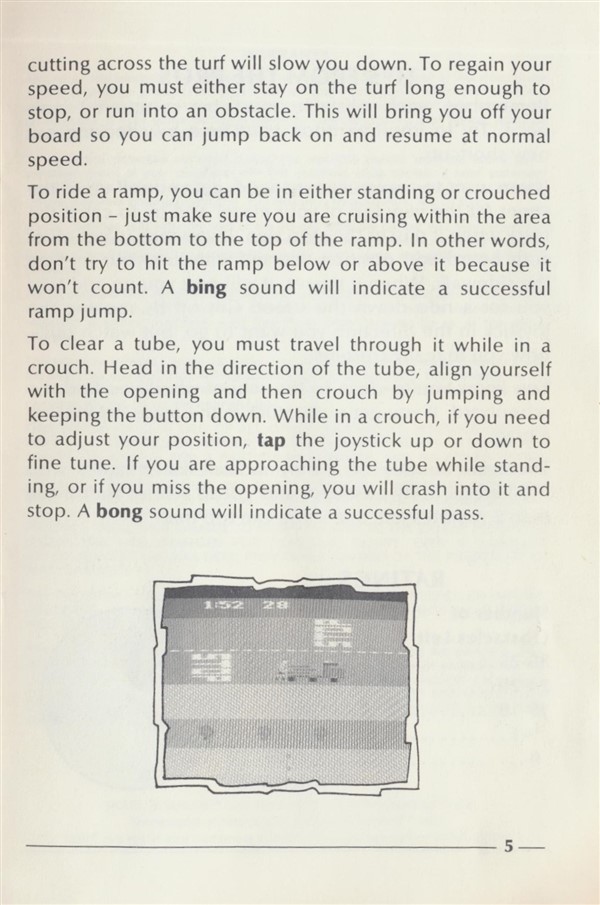 cutting across the turf will slow you down. To regain your
speed, you must either stay on the turf long enough to
stop, or run into an obstacle. This will bring you off your
board so you can jump back on and resume at normal
speed.
To ride a ramp, you can be in either standing or crouched
position – just make sure you are cruising within the area
from the bottom to the top of the ramp. In other words,
don't try to hit the ramp below or above it because it
won't count. A bing sound will indicate a successful
ramp jump.
To clear a tube, you must travel through it while in a
crouch. Head in the direction of the tube, align yourself
with the opening and then crouch by jumping and
keeping the button down. While in a crouch, if you need
to adjust your position, tap the joystick up or down to
fine tune. If you are approaching the tube while stand-
ing, or if you miss the opening, you will crash into it and
stop. A bong sound will indicate a successful pass.
1:52 28
5